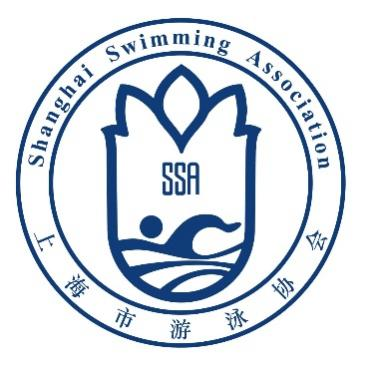 Shanghai Swimming Association
SSA
上海市游泳协会